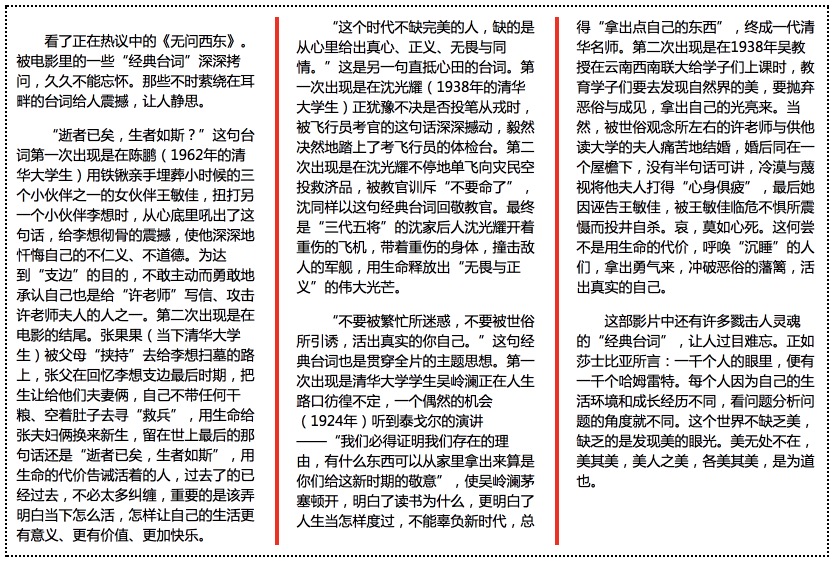 看了正在热议中的《无问西东》。
被电影里的一些“经典台词”深深拷
问，久久不能忘怀。那些不时萦绕在耳
畔的台词给人震撼，让人静思。
“逝者已矣，生者如斯？”这句台
词第一次出现是在陈鹏（1962年的清
华大学生）用铁锹亲手埋葬小时候的三
个小伙伴之一的女伙伴王敏佳，扭打另
一个小伙伴李想时，从心底里吼出了这
句话，给李想彻骨的震撼，使他深深地
忏悔自己的不仁义、不道德。为达
到“支边”的目的，不敢主动而勇敢地
承认自己也是给“许老师”写信、攻击
许老师夫人的人之一。第二次出现是在
电影的结尾。张果果（当下清华大学
生）被父母“挟持”去给李想扫墓的路
上，张父在回忆李想支边最后时期，把
生让给他们夫妻俩，自己不带任何干
粮、空着肚子去寻“救兵”，用生命给
张夫妇俩换来新生，留在世上最后的那
句话还是“逝者已矣，生者如斯”，用
生命的代价告诫活着的人，过去了的已
经过去，不必太多纠缠，重要的是该弄
明白当下怎么活，怎样让自己的生活更
有意义、更有价值、更加快乐。
“这个时代不缺完美的人，缺的是
从心里给出真心、正义、无畏与同
情。”这是另一句直抵心田的台词。第
一次出现是在沈光耀（1938年的清华
大学生）正犹豫不决是否投笔从戎时，
被飞行员考官的这句话深深撼动，毅然
决然地踏上了考飞行员的体检台。第二
次出现是在沈光耀不停地单飞向灾民空
投救济品，被教官训斥“不要命了”，
沈同样以这句经典台词回敬教官。最终
是“三代五将”的沈家后人沈光耀开着
重伤的飞机，带着重伤的身体，撞击敌
人的军舰，用生命释放出“无畏与正
义”的伟大光芒。
“不要被繁忙所迷惑，不要被世俗
所引诱，活出真实的你自己。”这句经
典台词也是贯穿全片的主题思想。第一
次出现是清华大学学生吴岭澜正在人生
路口彷徨不定，一个偶然的机会
（1924年）听到泰戈尔的演讲
——“我们必得证明我们存在的理
由，有什么东西可以从家里拿出来算是
你们给这新时期的敬意”，使吴岭澜茅
塞顿开，明白了读书为什么，更明白了
人生当怎样度过，不能辜负新时代，总
得“拿出点自己的东西”，终成一代清
华名师。第二次出现是在1938年吴教
授在云南西南联大给学子们上课时，教
育学子们要去发现自然界的美，要抛弃
恶俗与成见，拿出自己的光亮来。当
然，被世俗观念所左右的许老师与供他
读大学的夫人痛苦地结婚，婚后同在一
个屋檐下，没有半句话可讲，冷漠与蔑
视将他夫人打得“心身俱疲”，最后她
因诬告王敏佳，被王敏佳临危不惧所震
慑而投井自杀。哀，莫如心死。这何尝
不是用生命的代价，呼唤“沉睡”的人
们，拿出勇气来，冲破恶俗的藩篱，活
出真实的自己。
这部影片中还有许多戳击人灵魂
的“经典台词”，让人过目难忘。正如
莎士比亚所言：一千个人的眼里，便有
一千个哈姆雷特。每个人因为自己的生
活环境和成长经历不同，看问题分析问
题的角度就不同。这个世界不缺乏美，
缺乏的是发现美的眼光。美无处不在，
美其美，美人之美，各美其美，是为道
也。